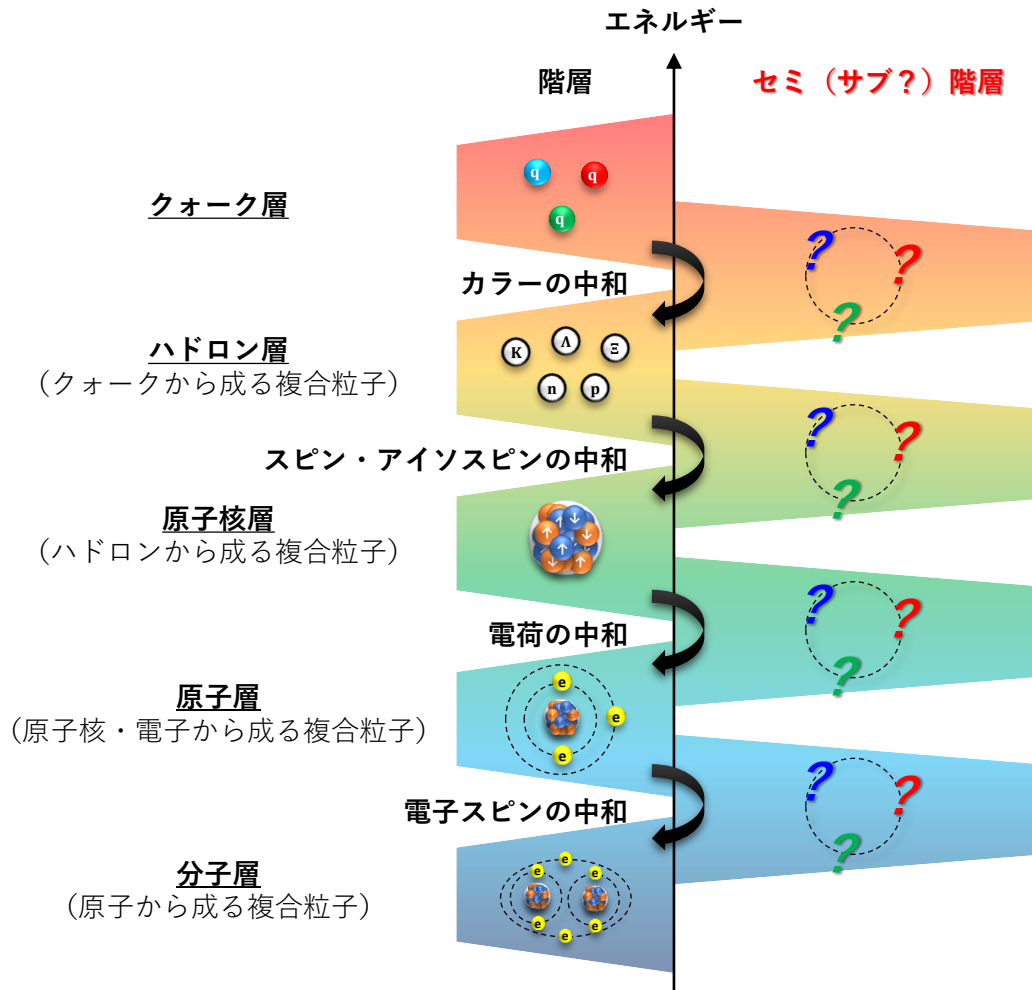 エネルギー
階層
セミ（サブ？）階層
クォーク層
q
q
q
? ? ?
カラーの中和
ハドロン層
（クォークから成る複合粒子）
K Λ Ξ
n p
? ? ?
スピン・アイソスピンの中和
原子核層
（ハドロンから成る複合粒子）
↑ ↓
↑ ↓
↑
↓ ↑
? ? ?
電荷の中和
原子層
（原子核・電子から成る複合粒子）
e
e
e
? ? ?
電子スピンの中和
分子層
（原子から成る複合粒子）
e
e e
e e
e